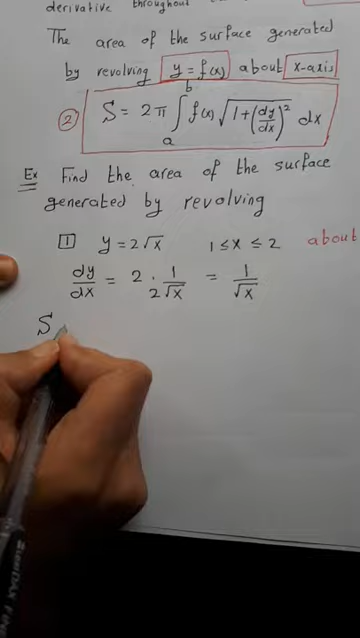 derivative throughout
The area of the surface generated
by revolving y = f(x) about x-axis
② S = 2π ∫_a^b f(x) √(1+(dy/dx)²) dx
Ex Find the area of the surface
generated by revolving
1 y = 2√x 1 ≤ x ≤ 2 about
dy/dx = 2 · 1/(2√x) = 1/√x
S